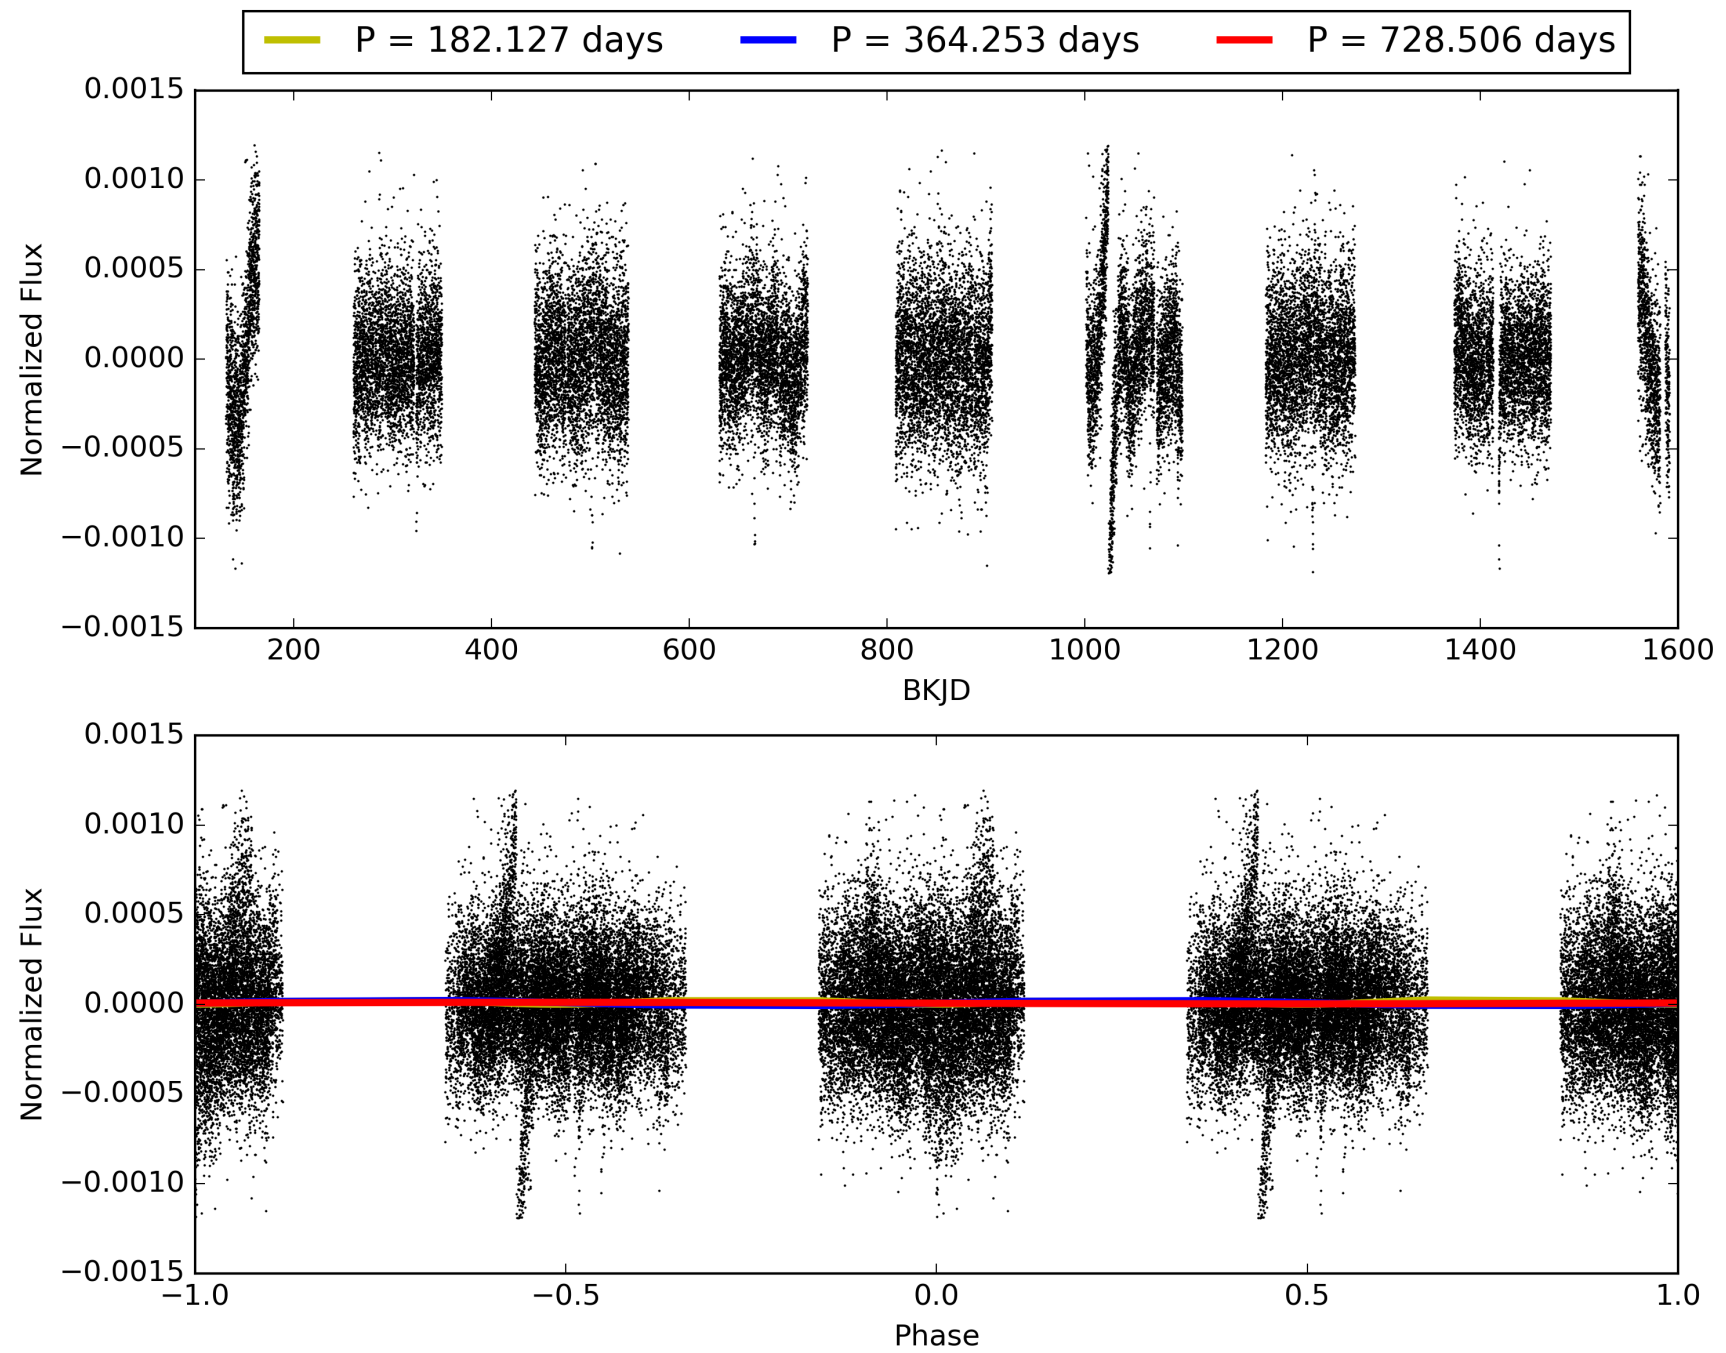 P = 182.127 days P = 364.253 days P = 728.506 days
0.0015
0.0010
0.0005
0.0000
−0.0005
−0.0010
−0.0015
Normalized Flux
200 400 600 800 1000 1200 1400 1600
BKJD
0.0015
0.0010
0.0005
0.0000
−0.0005
−0.0010
−0.0015
Normalized Flux
−1.0 −0.5 0.0 0.5 1.0
Phase